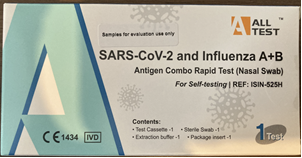 ALL
TEST
Samples for evaluation use only
SARS-CoV-2 and Influenza A+B
Antigen Combo Rapid Test (Nasal Swab)
For Self-testing | REF: ISIN-525H
CE 1434 IVD
Contents:
• Test Cassette -1 • Sterile Swab -1
• Extraction buffer -1 • Package insert -1
1 Test